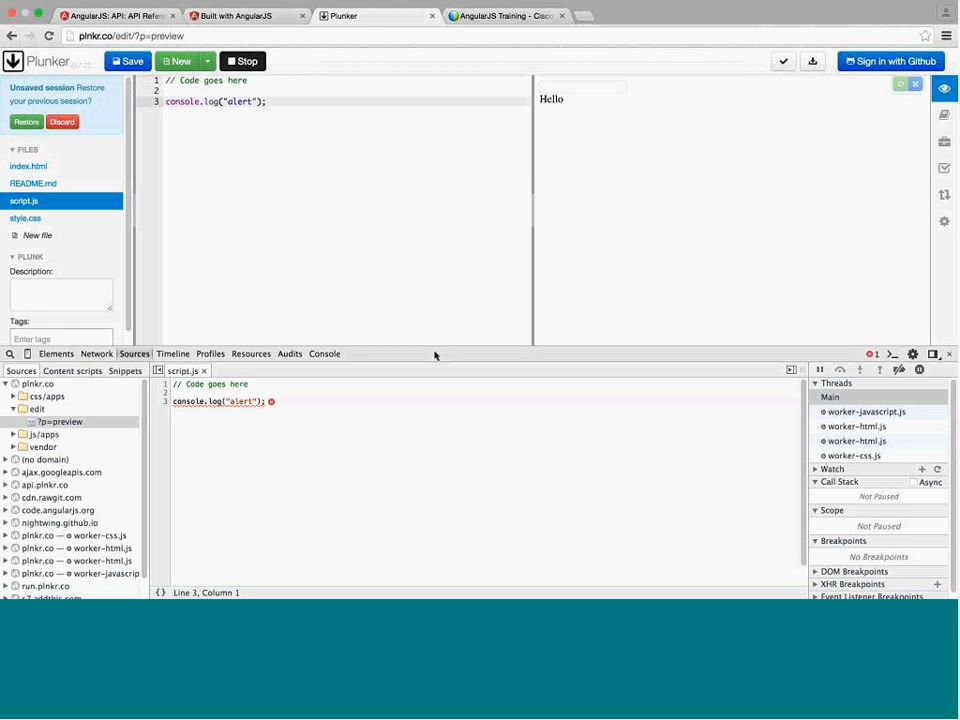 AngularJS: API: API Refere
Built with AngularJS
Plunker
AngularJS Training - Cisco
plnkr.co/edit/?p=preview
Plunker
Save
New
Stop
Sign in with Github
Unsaved session Restore
your previous session?
Restore
Discard
FILES
index.html
README.md
script.js
style.css
New file
PLUNK
Description:
Tags:
Enter tags
1 // Code goes here
2
3 console.log("alert");
Hello
Elements Network Sources Timeline Profiles Resources Audits Console
1
Sources Content scripts Snippets
script.js
plnkr.co
css/apps
edit
?p=preview
js/apps
vendor
(no domain)
ajax.googleapis.com
api.plnkr.co
cdn.rawgit.com
code.angularjs.org
nightwing.github.io
plnkr.co — worker-css.js
plnkr.co — worker-html.js
plnkr.co — worker-html.js
plnkr.co — worker-javascrip
run.plnkr.co
1 // Code goes here
2
3 console.log("alert");
{} Line 3, Column 1
Threads
Main
worker-javascript.js
worker-html.js
worker-html.js
worker-css.js
Watch
Call Stack Async
Not Paused
Scope
Not Paused
Breakpoints
No Breakpoints
DOM Breakpoints
XHR Breakpoints
Event Listener Breakpoints